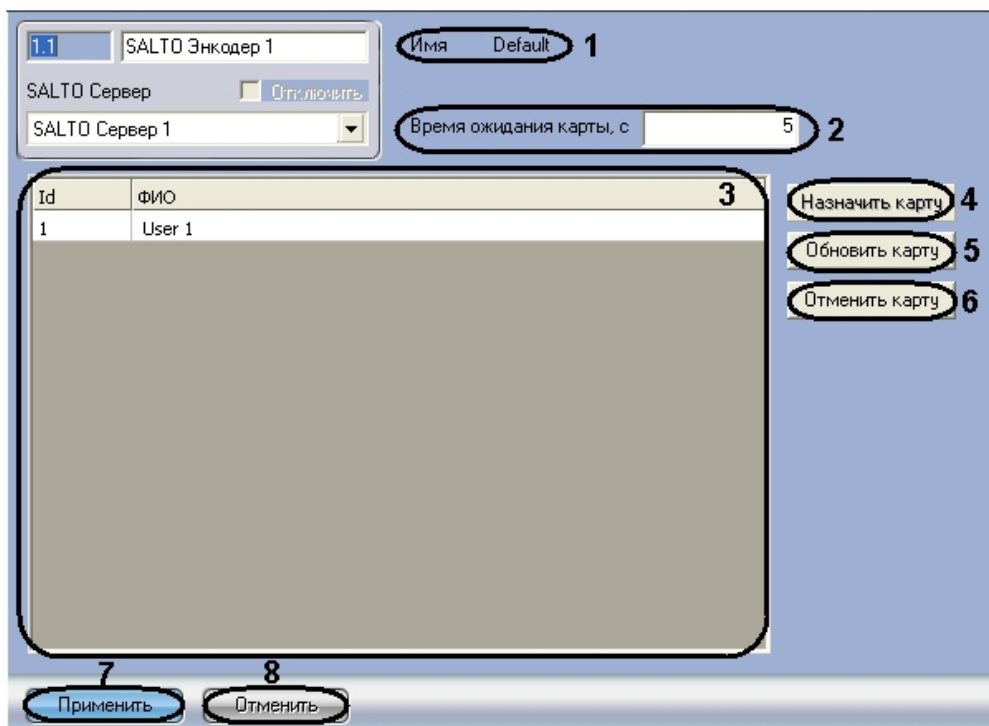 1.1 SALTO Энкодер 1
Имя Default 1
SALTO Сервер Отключить
SALTO Сервер 1
Время ожидания карты, с 5 2
Id ФИО 3
1 User 1
Назначить карту 4
Обновить карту 5
Отменить карту 6
7 8
Применить Отменить